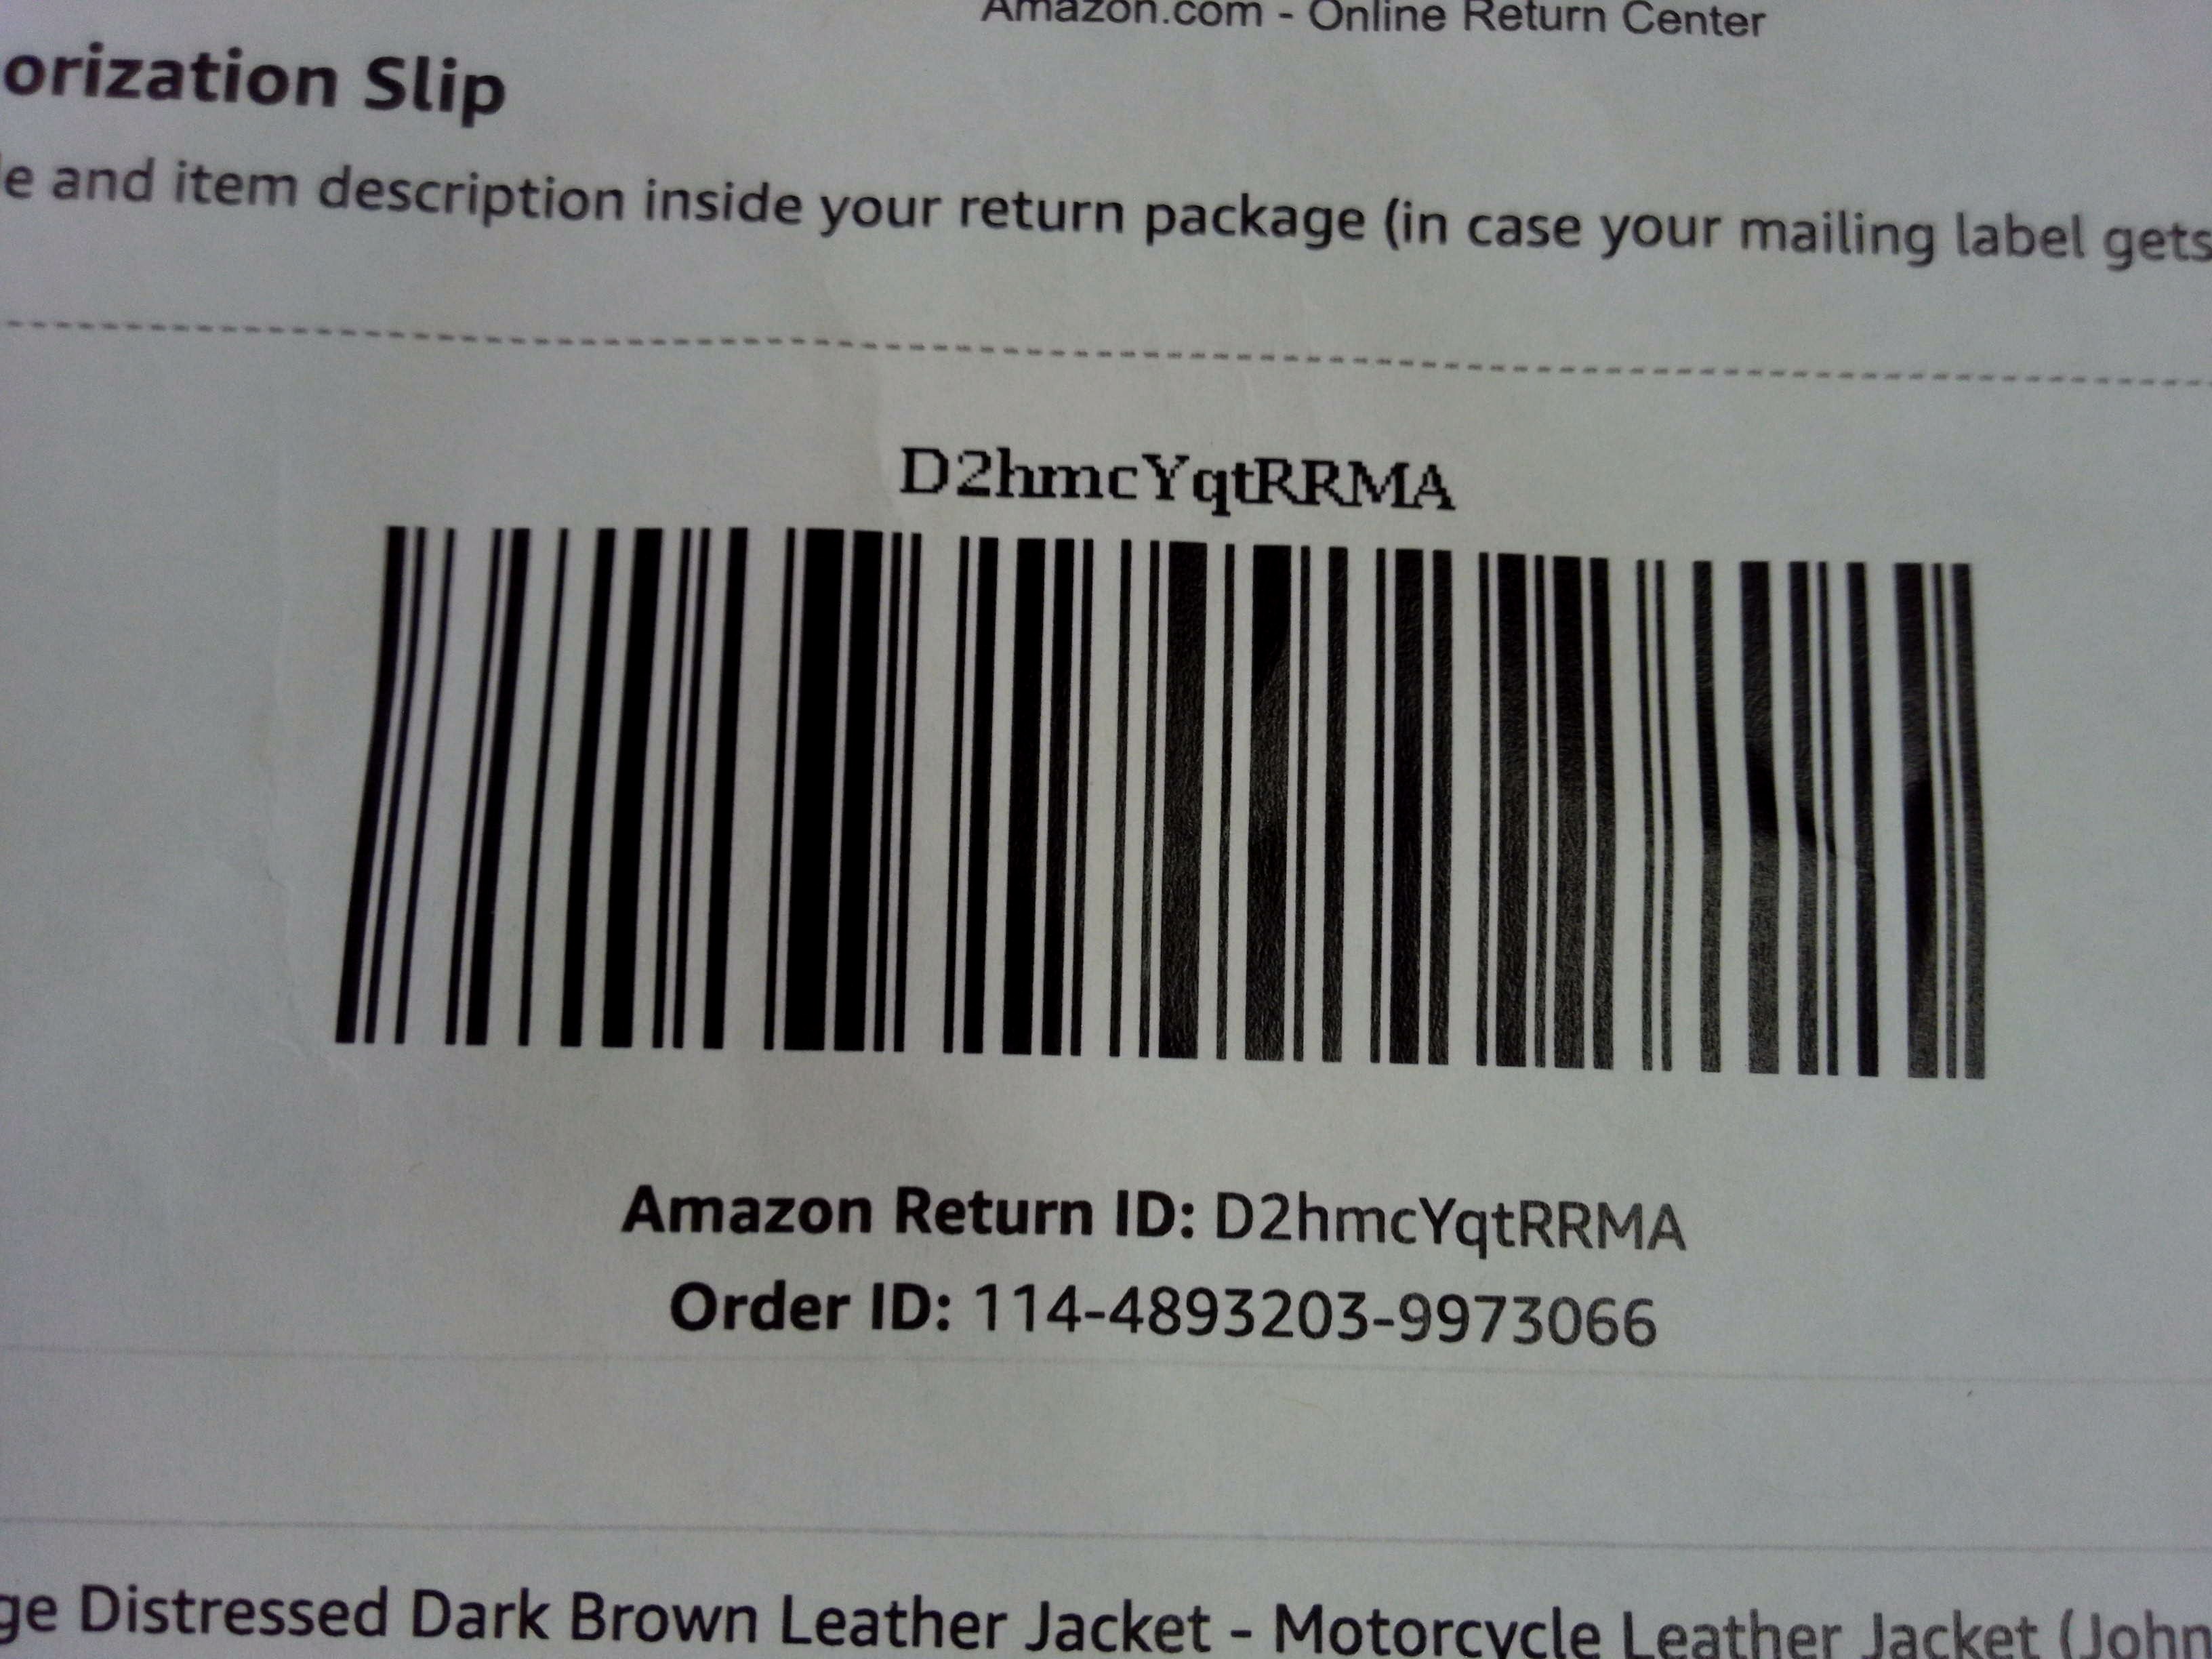 Amazon.com - Online Return Center
orization Slip
e and item description inside your return package (in case your mailing label gets
D2hmcYqtRRMA
Amazon Return ID: D2hmcYqtRRMA
Order ID: 114-4893203-9973066
ge Distressed Dark Brown Leather Jacket - Motorcycle Leather Jacket (John